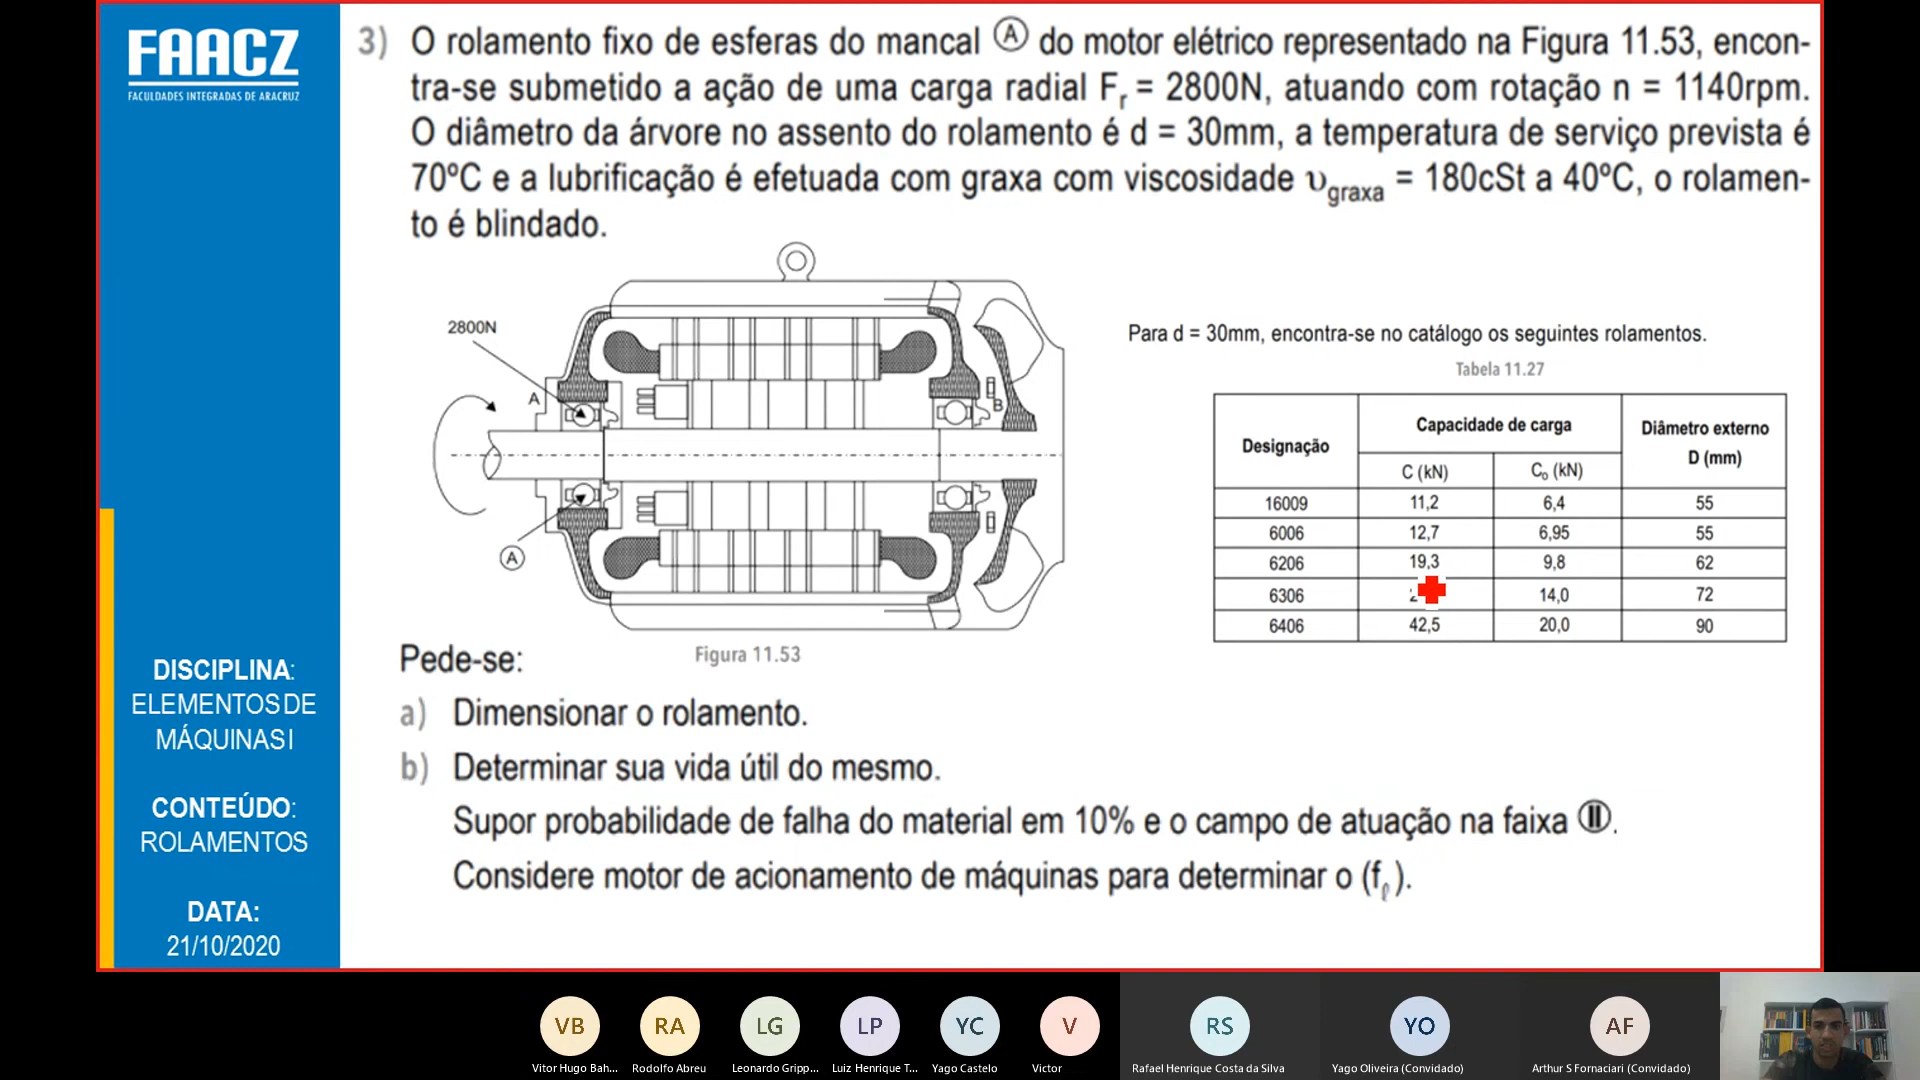 FAACZ
FACULDADES INTEGRADAS DE ARACRUZ
3) O rolamento fixo de esferas do mancal Ⓐ do motor elétrico representado na Figura 11.53, encon-
tra-se submetido a ação de uma carga radial Fr = 2800N, atuando com rotação n = 1140rpm.
O diâmetro da árvore no assento do rolamento é d = 30mm, a temperatura de serviço prevista é
70ºC e a lubrificação é efetuada com graxa com viscosidade υgraxa = 180cSt a 40ºC, o rolamen-
to é blindado.
2800N
A
B
A
Figura 11.53
Para d = 30mm, encontra-se no catálogo os seguintes rolamentos.
Tabela 11.27
Designação Capacidade de carga Diâmetro externo D (mm)
C (kN) Co (kN)
16009 11,2 6,4 55
6006 12,7 6,95 55
6206 19,3 9,8 62
6306 14,0 72
6406 42,5 20,0 90
Pede-se:
a) Dimensionar o rolamento.
b) Determinar sua vida útil do mesmo.
Supor probabilidade de falha do material em 10% e o campo de atuação na faixa Ⅱ.
Considere motor de acionamento de máquinas para determinar o (fℓ).
DISCIPLINA:
ELEMENTOS DE
MÁQUINAS I
CONTEÚDO:
ROLAMENTOS
DATA:
21/10/2020
VB
RA
LG
LP
YC
V
RS
YO
AF
Vitor Hugo Bah...
Rodolfo Abreu
Leonardo Gripp...
Luiz Henrique T...
Yago Castelo
Victor
Rafael Henrique Costa da Silva
Yago Oliveira (Convidado)
Arthur S Fornaciari (Convidado)